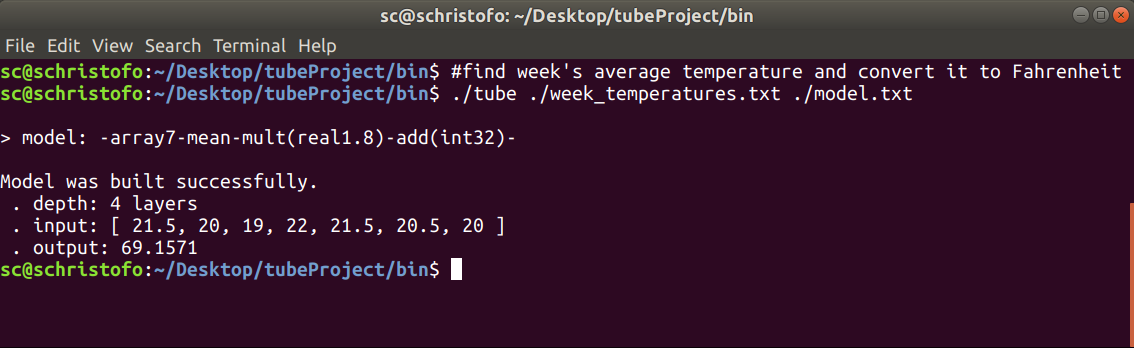 sc@schristofo: ~/Desktop/tubeProject/bin
File Edit View Search Terminal Help
sc@schristofo:~/Desktop/tubeProject/bin$ #find week's average temperature and convert it to Fahrenheit
sc@schristofo:~/Desktop/tubeProject/bin$ ./tube ./week_temperatures.txt ./model.txt
> model: -array7-mean-mult(real1.8)-add(int32)-
Model was built successfully.
. depth: 4 layers
. input: [ 21.5, 20, 19, 22, 21.5, 20.5, 20 ]
. output: 69.1571
sc@schristofo:~/Desktop/tubeProject/bin$